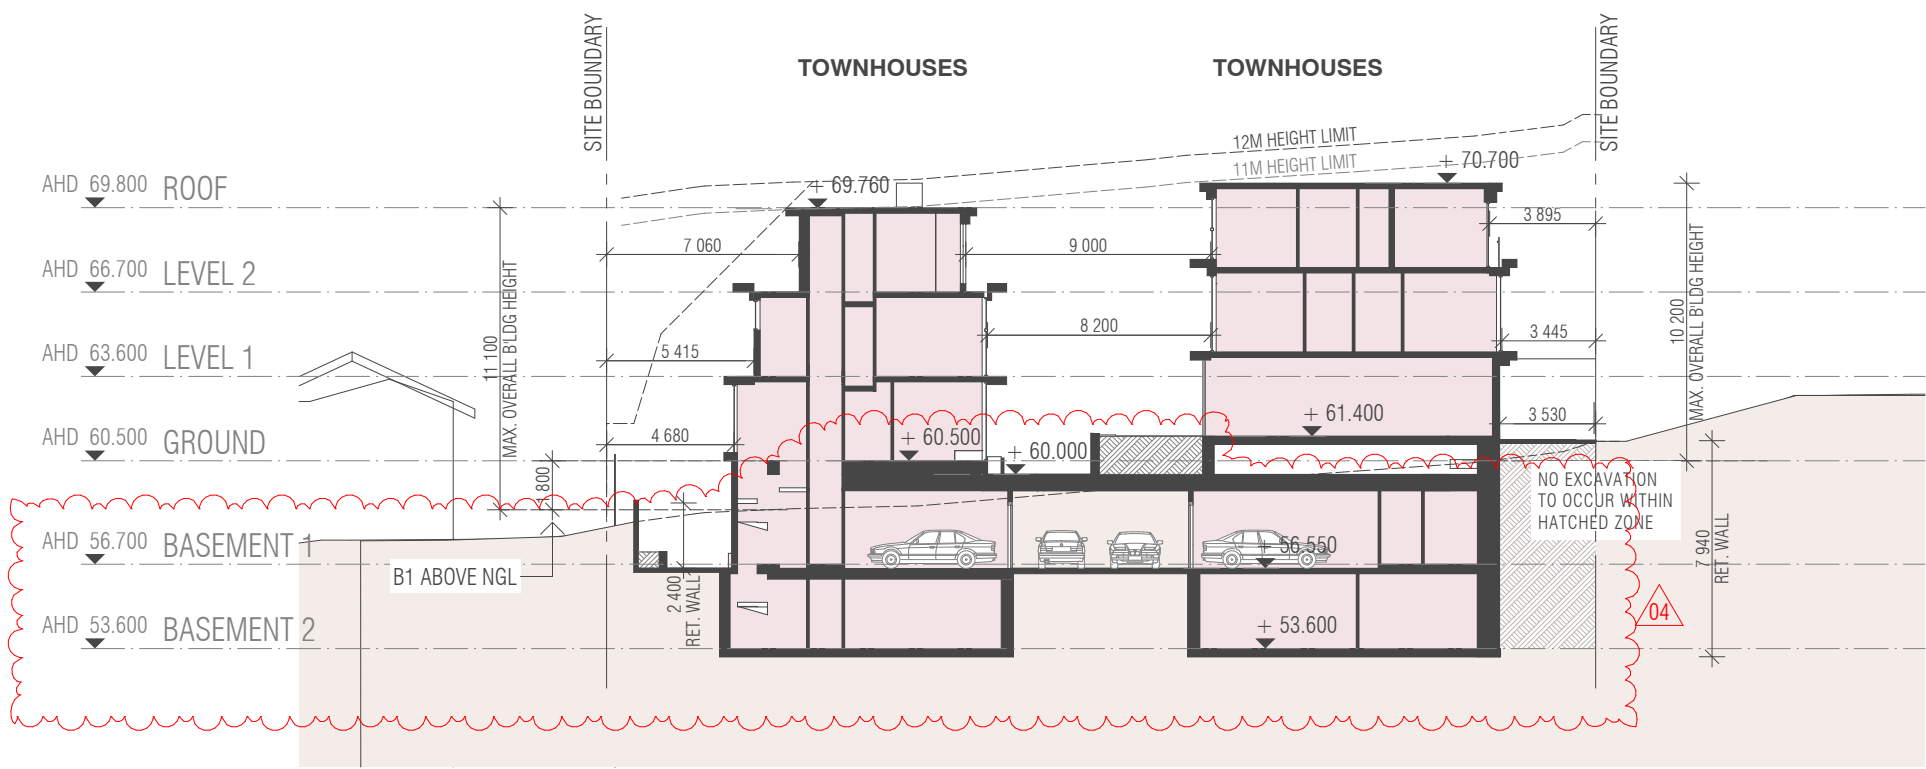 SITE BOUNDARY
TOWNHOUSES
TOWNHOUSES
SITE BOUNDARY
12M HEIGHT LIMIT
11M HEIGHT LIMIT
+ 70.700
AHD 69.800 ROOF
+ 69.760
3 895
7 060
9 000
AHD 66.700 LEVEL 2
11 100
MAX. OVERALL B'LDG HEIGHT
10 200
MAX. OVERALL B'LDG HEIGHT
8 200
3 445
AHD 63.600 LEVEL 1
5 415
+ 61.400
3 530
AHD 60.500 GROUND
4 680
+ 60.500
+ 60.000
1 800
NO EXCAVATION
TO OCCUR WITHIN
HATCHED ZONE
AHD 56.700 BASEMENT 1
+ 56.550
7 940
RET. WALL
B1 ABOVE NGL
2 400
RET. WALL
04
AHD 53.600 BASEMENT 2
+ 53.600